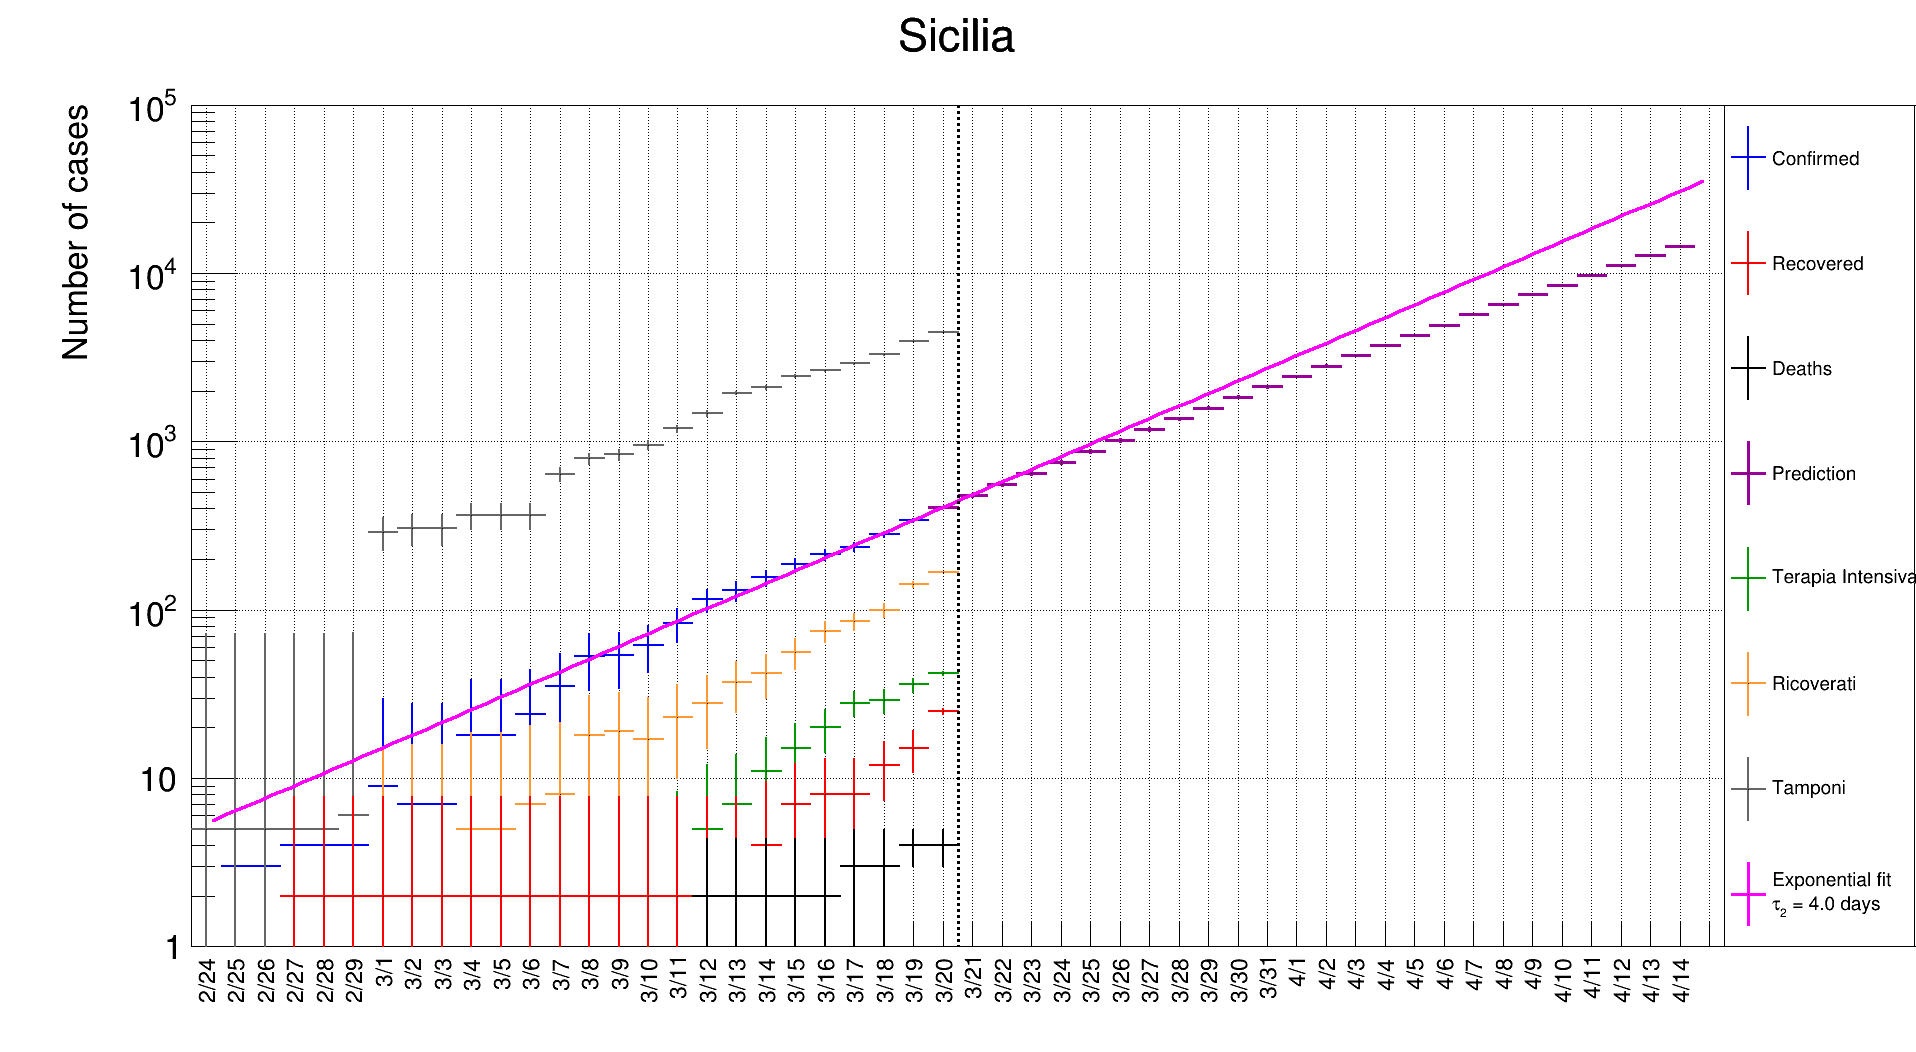 Sicilia
Number of cases
10^5
10^4
10^3
10^2
10
1
2/24 2/25 2/26 2/27 2/28 2/29 3/1 3/2 3/3 3/4 3/5 3/6 3/7 3/8 3/9 3/10 3/11 3/12 3/13 3/14 3/15 3/16 3/17 3/18 3/19 3/20 3/21 3/22 3/23 3/24 3/25 3/26 3/27 3/28 3/29 3/30 3/31 4/1 4/2 4/3 4/4 4/5 4/6 4/7 4/8 4/9 4/10 4/11 4/12 4/13 4/14
Confirmed
Recovered
Deaths
Prediction
Terapia Intensiva
Ricoverati
Tamponi
Exponential fit
τ_2 = 4.0 days